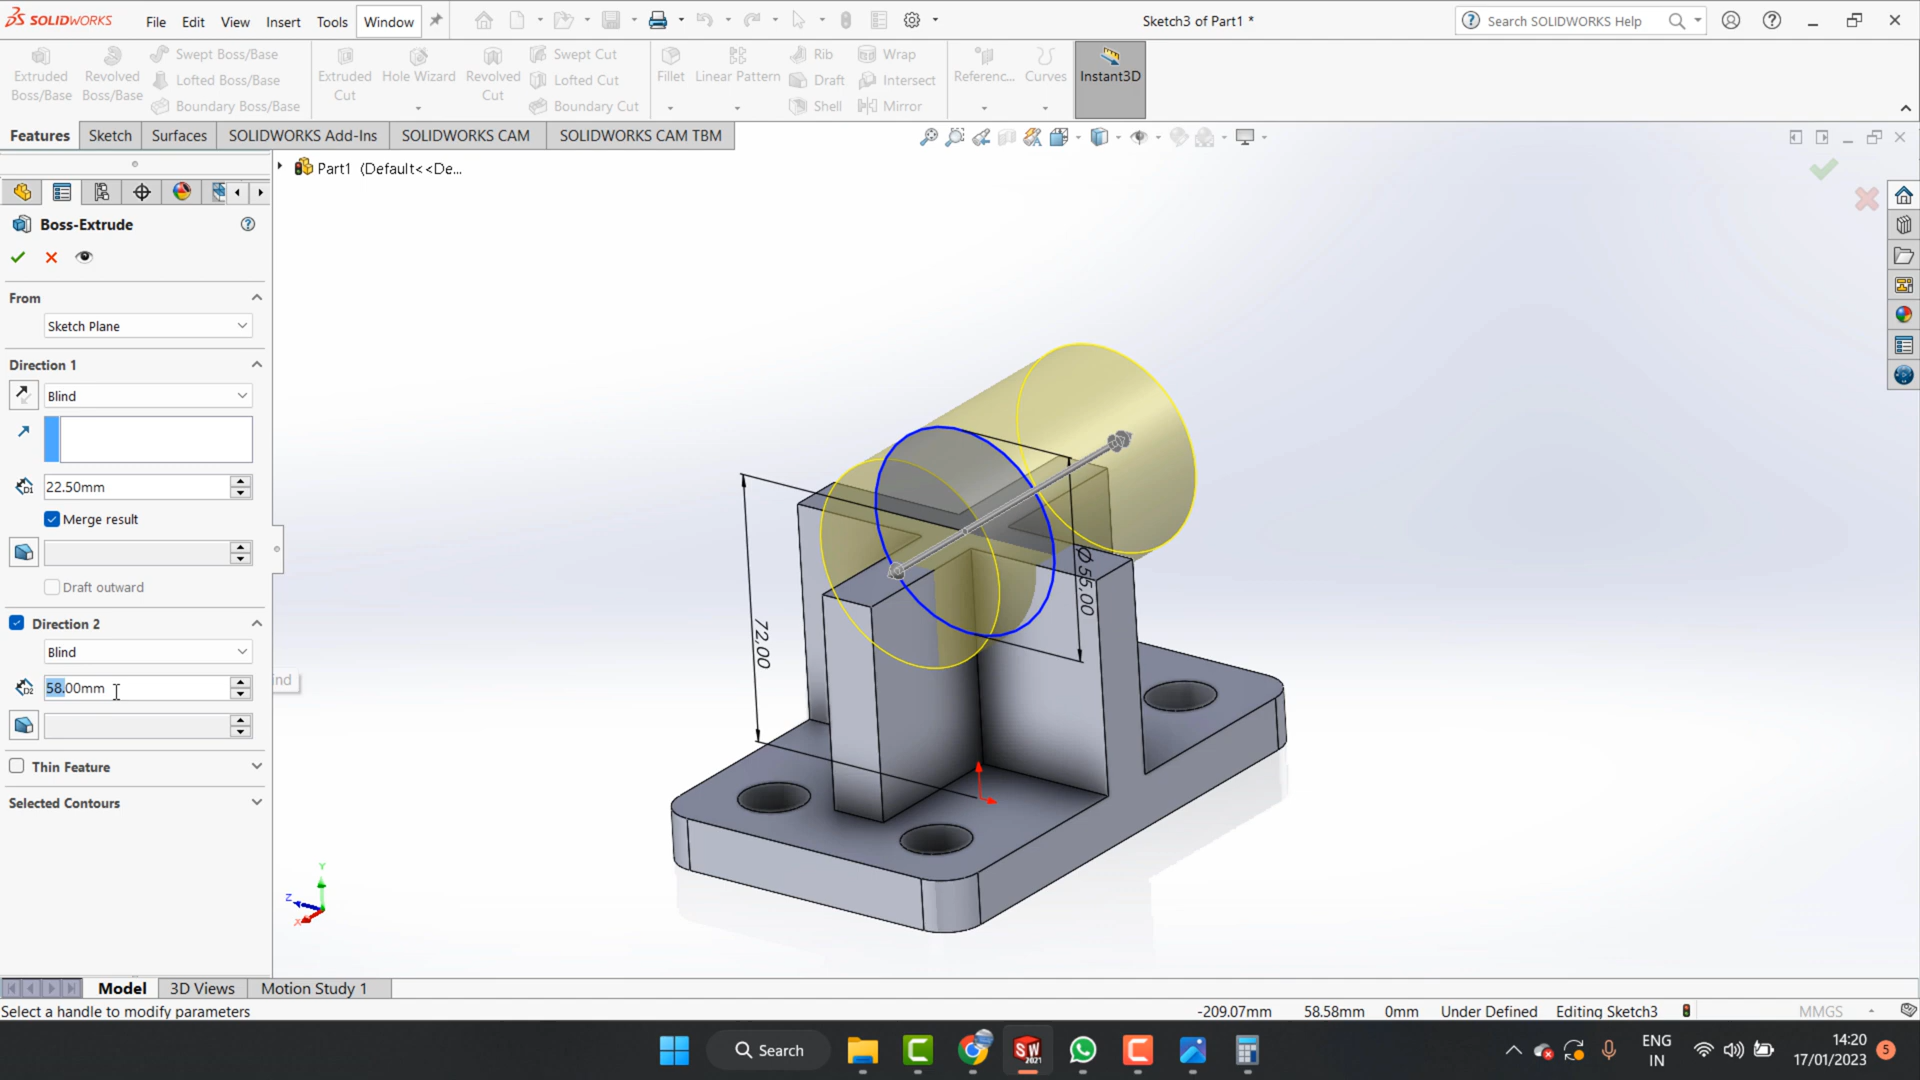 SOLIDWORKS File Edit View Insert Tools Window Sketch3 of Part1 * Search SOLIDWORKS Help
Extruded Boss/Base
Revolved Boss/Base
Swept Boss/Base
Lofted Boss/Base
Boundary Boss/Base
Extruded Cut
Hole Wizard
Revolved Cut
Swept Cut
Lofted Cut
Boundary Cut
Fillet
Linear Pattern
Rib
Draft
Shell
Wrap
Intersect
Mirror
Referenc...
Curves
Instant3D
Features Sketch Surfaces SOLIDWORKS Add-Ins SOLIDWORKS CAM SOLIDWORKS CAM TBM
Part1 (Default<<De...
Boss-Extrude
From
Sketch Plane
Direction 1
Blind
D1 22.50mm
Merge result
Draft outward
Direction 2
Blind
D2 58.00mm
ind
Thin Feature
Selected Contours
72.00
Ø 55.00
Y
Z
X
Model 3D Views Motion Study 1
Select a handle to modify parameters -209.07mm 58.58mm 0mm Under Defined Editing Sketch3 MMGS
Search
SW
2021
ENG
IN
14:20
17/01/2023
5